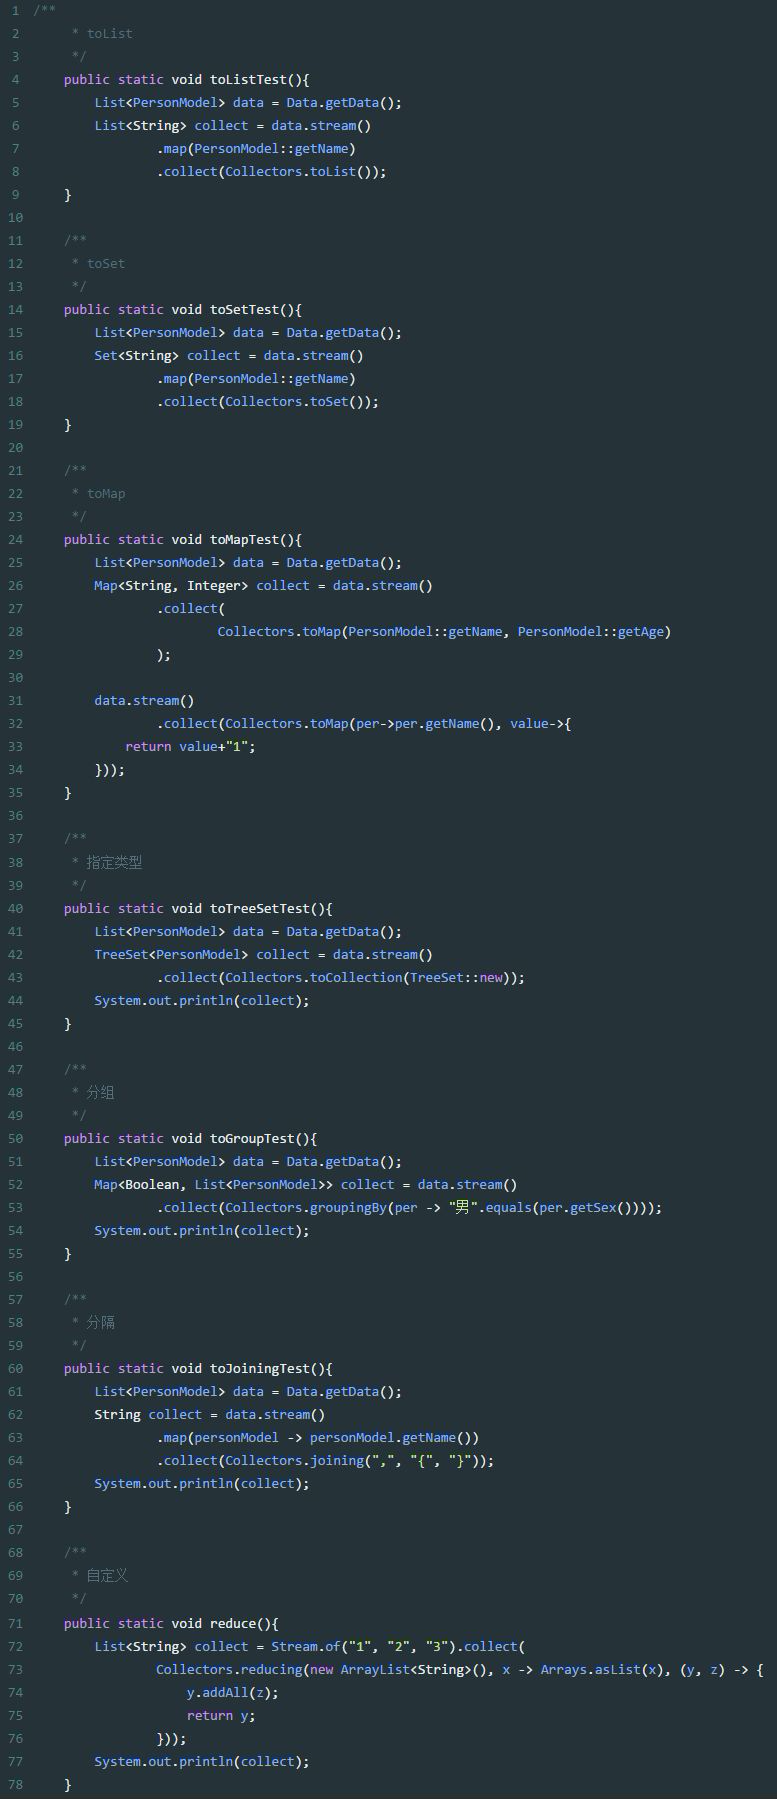 1 /**
2      * toList
3      */
4     public static void toListTest(){
5         List<PersonModel> data = Data.getData();
6         List<String> collect = data.stream()
7                 .map(PersonModel::getName)
8                 .collect(Collectors.toList());
9     }
10
11     /**
12      * toSet
13      */
14     public static void toSetTest(){
15         List<PersonModel> data = Data.getData();
16         Set<String> collect = data.stream()
17                 .map(PersonModel::getName)
18                 .collect(Collectors.toSet());
19     }
20
21     /**
22      * toMap
23      */
24     public static void toMapTest(){
25         List<PersonModel> data = Data.getData();
26         Map<String, Integer> collect = data.stream()
27                 .collect(
28                         Collectors.toMap(PersonModel::getName, PersonModel::getAge)
29                 );
30
31         data.stream()
32                 .collect(Collectors.toMap(per->per.getName(), value->{
33             return value+"1";
34         }));
35     }
36
37     /**
38      * 指定类型
39      */
40     public static void toTreeSetTest(){
41         List<PersonModel> data = Data.getData();
42         TreeSet<PersonModel> collect = data.stream()
43                 .collect(Collectors.toCollection(TreeSet::new));
44         System.out.println(collect);
45     }
46
47     /**
48      * 分组
49      */
50     public static void toGroupTest(){
51         List<PersonModel> data = Data.getData();
52         Map<Boolean, List<PersonModel>> collect = data.stream()
53                 .collect(Collectors.groupingBy(per -> "男".equals(per.getSex())));
54         System.out.println(collect);
55     }
56
57     /**
58      * 分隔
59      */
60     public static void toJoiningTest(){
61         List<PersonModel> data = Data.getData();
62         String collect = data.stream()
63                 .map(personModel -> personModel.getName())
64                 .collect(Collectors.joining(",", "{", "}"));
65         System.out.println(collect);
66     }
67
68     /**
69      * 自定义
70      */
71     public static void reduce(){
72         List<String> collect = Stream.of("1", "2", "3").collect(
73                 Collectors.reducing(new ArrayList<String>(), x -> Arrays.asList(x), (y, z) -> {
74                     y.addAll(z);
75                     return y;
76                 }));
77         System.out.println(collect);
78     }